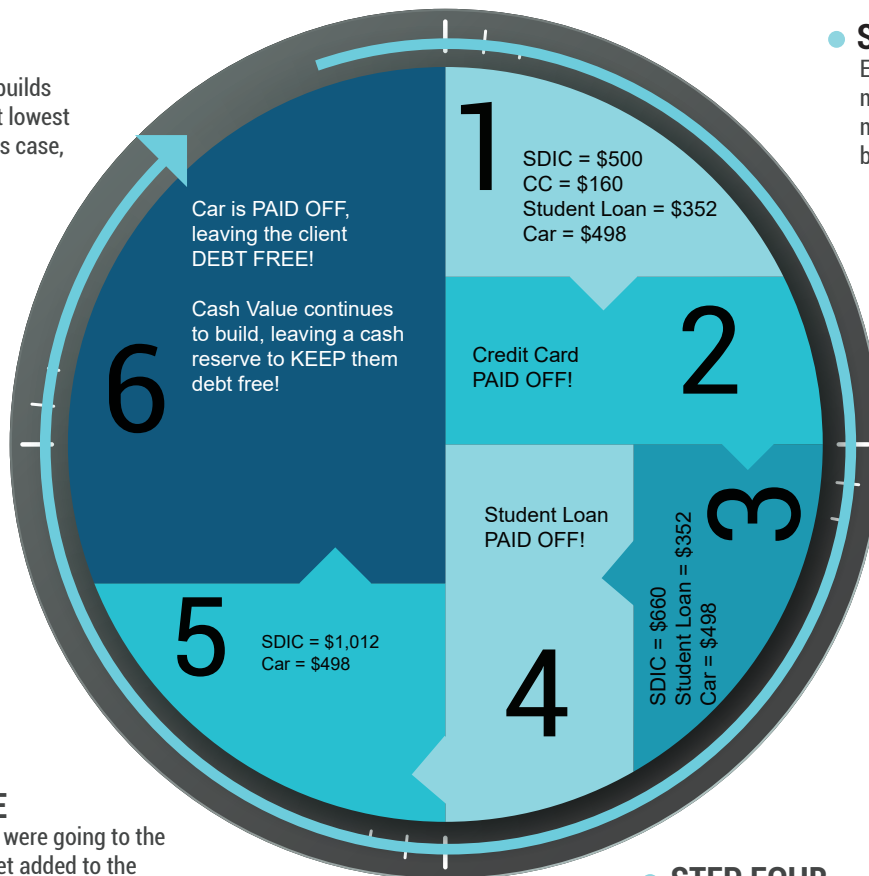 builds
t lowest
s case,
S
E
n
n
b
1
SDIC = $500
CC = $160
Student Loan = $352
Car = $498
2
Credit Card
PAID OFF!
3
SDIC = $660
Student Loan = $352
Car = $498
4
Student Loan
PAID OFF!
5
SDIC = $1,012
Car = $498
6
Car is PAID OFF,
leaving the client
DEBT FREE!
Cash Value continues
to build, leaving a cash
reserve to KEEP them
debt free!
E
were going to the
et added to the
STEP FOUR